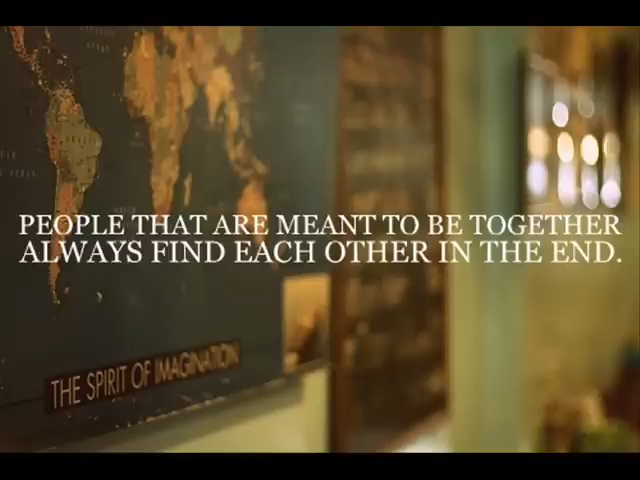 PEOPLE THAT ARE MEANT TO BE TOGETHER
ALWAYS FIND EACH OTHER IN THE END.
THE SPIRIT OF IMAGINATION